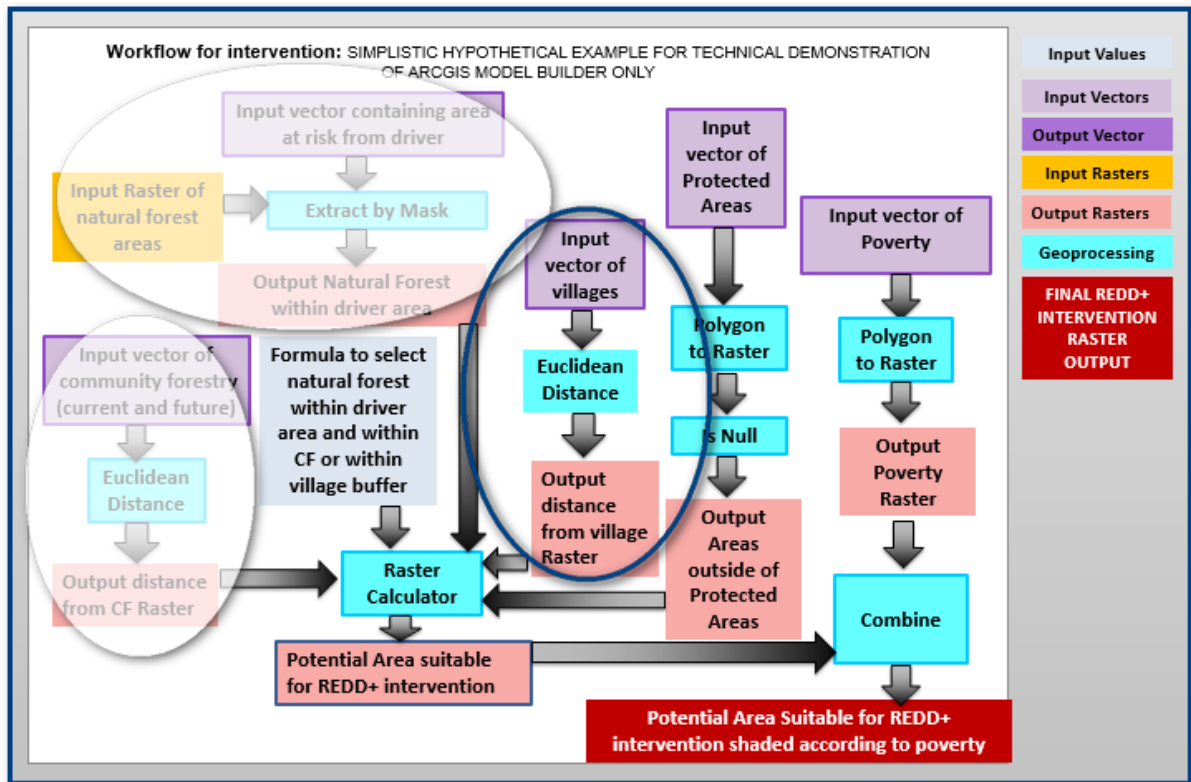 Workflow for intervention: SIMPLISTIC HYPOTHETICAL EXAMPLE FOR TECHNICAL DEMONSTRATION
OF ARCGIS MODEL BUILDER ONLY
Input vector containing area
at risk from driver
Input Raster of
natural forest
areas
Extract by Mask
Output Natural Forest
within driver area
Input vector of
community forestry
(current and future)
Euclidean
Distance
Output distance
from CF Raster
Formula to select
natural forest
within driver
area and within
CF or within
village buffer
Raster
Calculator
Potential Area suitable
for REDD+ intervention
Input
vector of
villages
Euclidean
Distance
Output
distance
from village
Raster
Input
vector of
Protected
Areas
Polygon
to Raster
Is Null
Output
Areas
outside of
Protected
Areas
Input vector of
Poverty
Polygon
to Raster
Output
Poverty
Raster
Combine
Potential Area Suitable for REDD+
intervention shaded according to poverty
Input Values
Input Vectors
Output Vector
Input Rasters
Output Rasters
Geoprocessing
FINAL REDD+
INTERVENTION
RASTER
OUTPUT